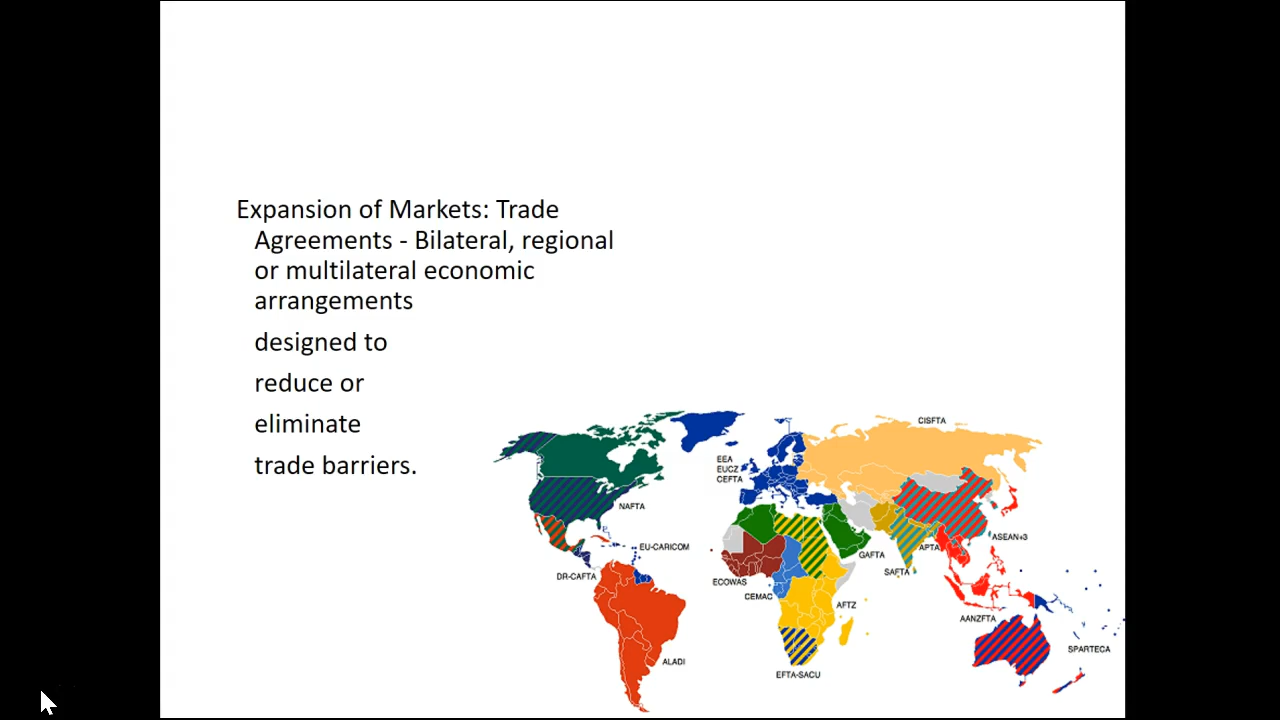 Expansion of Markets: Trade
Agreements - Bilateral, regional
or multilateral economic
arrangements
designed to
reduce or
eliminate
trade barriers.
CISFTA
EEA
EUCZ
CEFTA
NAFTA
ASEAN+3
EU-CARICOM
APTA
GAFTA
SAFTA
DR-CAFTA
ECOWAS
CEMAC
AFTZ
AANZFTA
SPARTECA
ALADI
EFTA-SACU